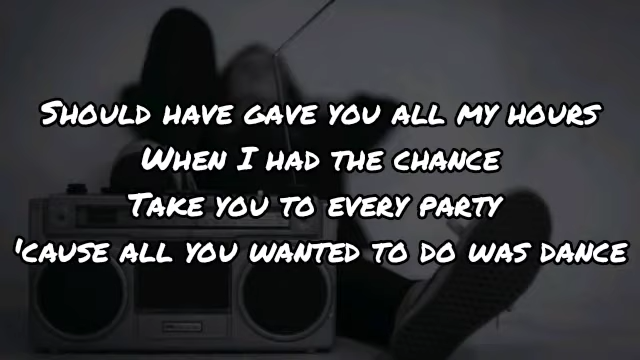 Should have gave you all my hours
When I had the chance
Take you to every party
'cause all you wanted to do was dance